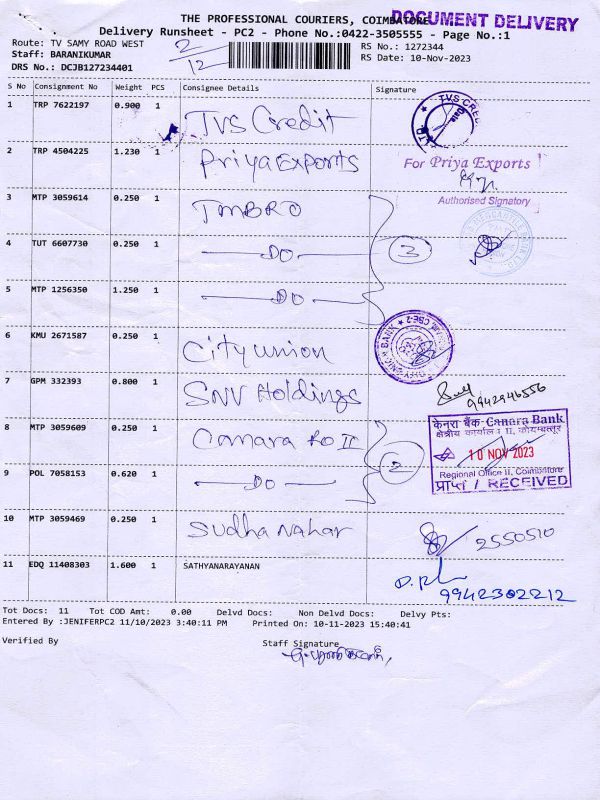 THE PROFESSIONAL COURIERS, COIMBATORE
DOCUMENT DELIVERY
Delivery Runsheet - PC2 - Phone No.:0422-3505555 - Page No.:1
Route: TV SAMY ROAD WEST
2/12
RS No.: 1272344
Staff: BARANIKUMAR
RS Date: 10-Nov-2023
DRS No.: DCJB127234401
S No Consignment No Weight PCS Consignee Details Signature
1 TRP 7622197 0.900 1 TVS Credit
TVS CRE
2 TRP 4504225 1.230 1 Priya Exports
For Priya Exports
Authorised Signatory
3 MTP 3059614 0.250 1 TMBRO
4 TUT 6607730 0.250 1 —DO—
3
5 MTP 1256350 1.250 1 —DO—
6 KMU 2671587 0.250 1 City union
7 GPM 332393 0.800 1 SNV Holdings
9942946556
8 MTP 3059609 0.250 1 Canara RO II
2
केनरा बैंक Canara Bank
क्षेत्रीय कार्यालय II, कोयम्बत्तूर
10 NOV 2023
Regional Office II, Coimbatore
प्राप्त / RECEIVED
9 POL 7058153 0.620 1 —DO—
10 MTP 3059469 0.250 1 Sudha Nahar
2550510
11 EDQ 11408303 1.600 1 SATHYANARAYANAN
9942302212
Tot Docs: 11 Tot COD Amt: 0.00 Delvd Docs: Non Delvd Docs: Delvy Pts:
Entered By :JENIFERPC2 11/10/2023 3:40:11 PM Printed On: 10-11-2023 15:40:41
Verified By Staff Signature